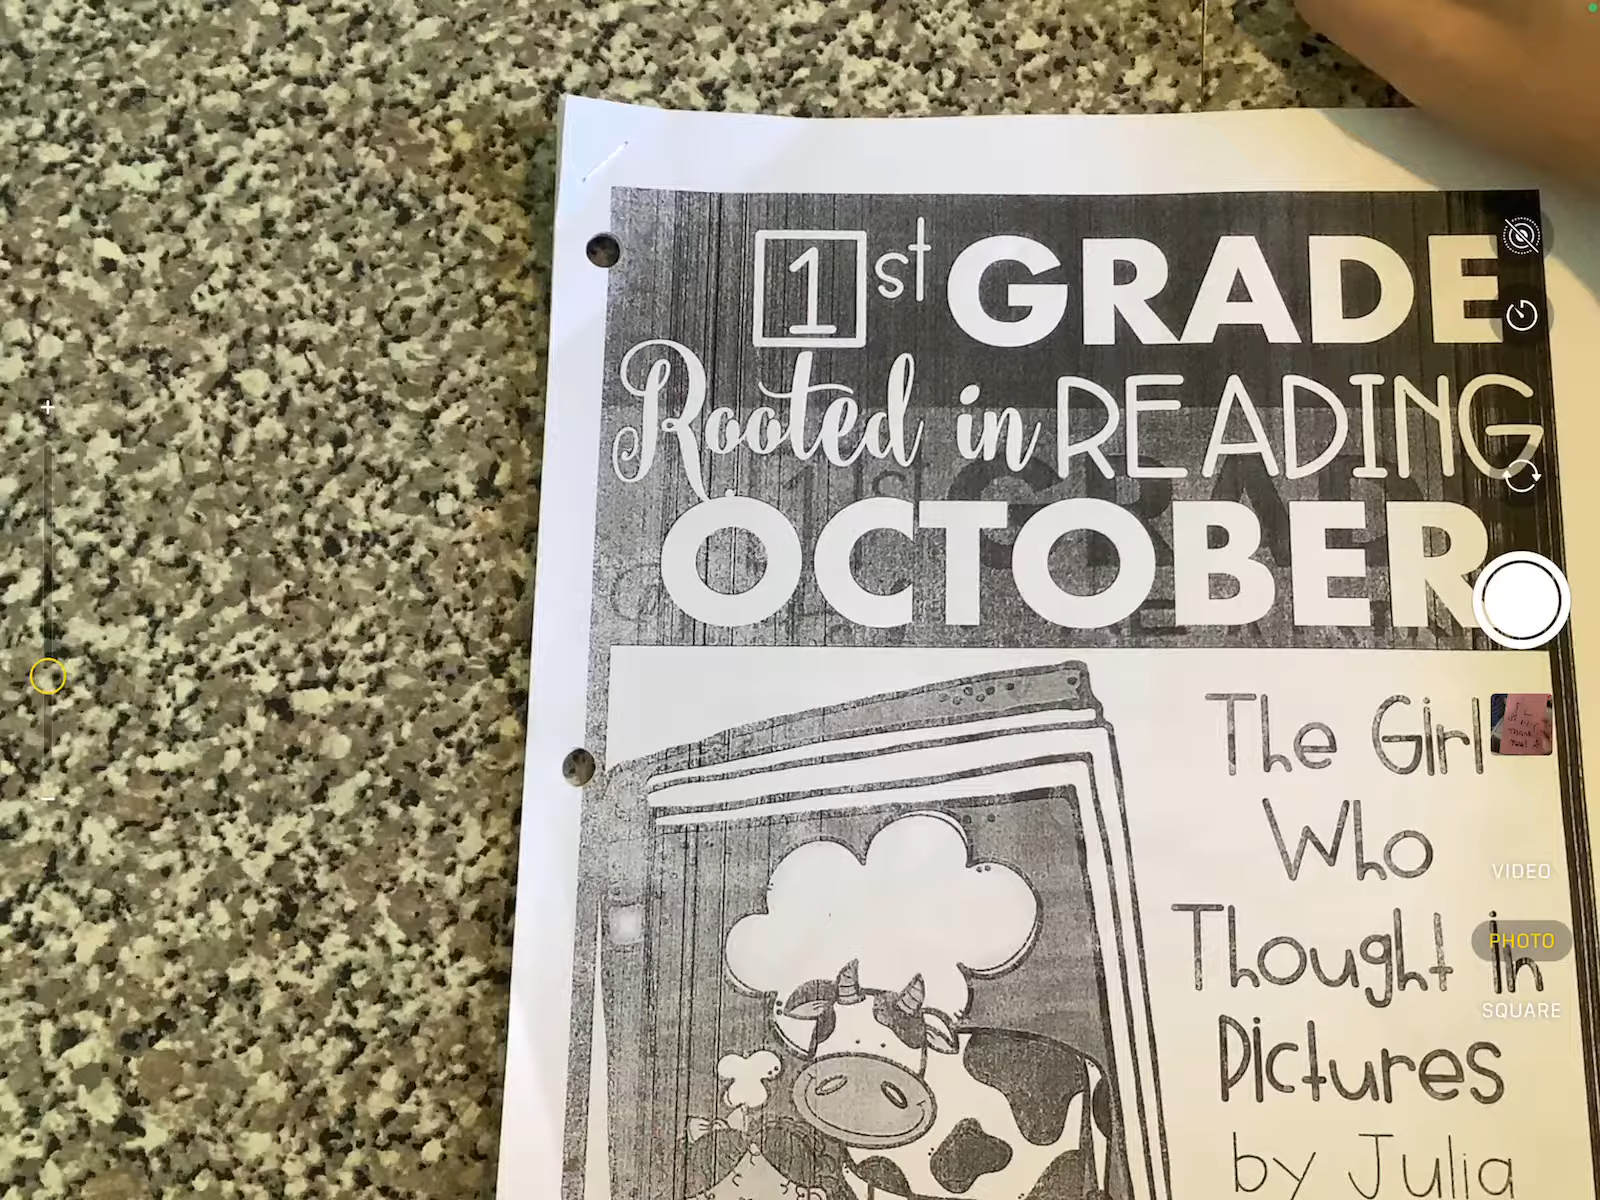 1st GRADE
Rooted in READING
OCTOBER
The Girl
Who
Thought in
Pictures
by Julia
VIDEO
PHOTO
SQUARE